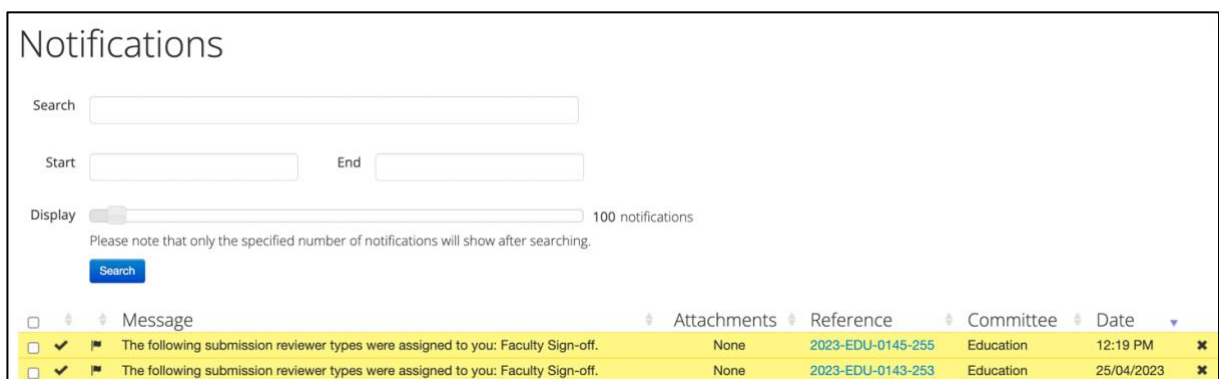 Notifications
Search
Start End
Display 100 notifications
Please note that only the specified number of notifications will show after searching.
Search
Message Attachments Reference Committee Date
The following submission reviewer types were assigned to you: Faculty Sign-off. None 2023-EDU-0145-255 Education 12:19 PM
The following submission reviewer types were assigned to you: Faculty Sign-off. None 2023-EDU-0143-253 Education 25/04/2023